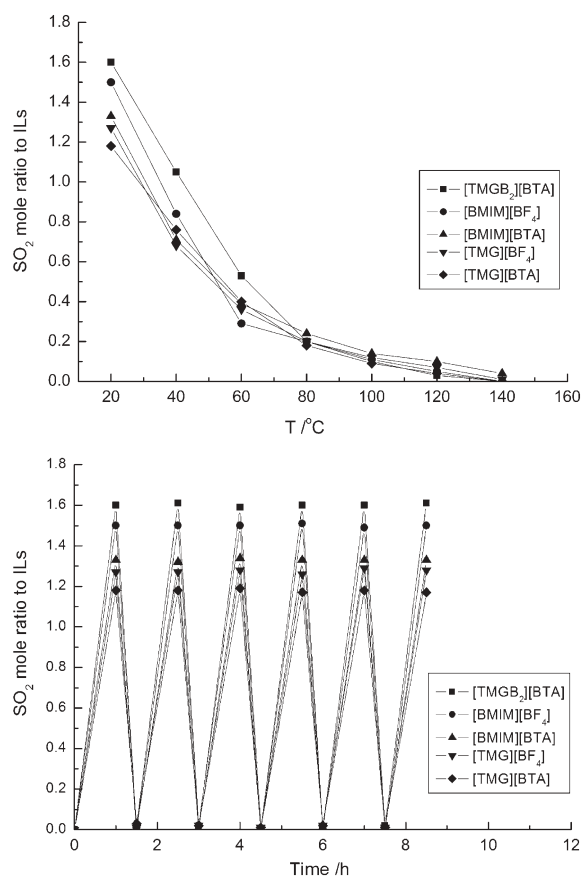 1.8
1.6
1.4
1.2
1.0
0.8
0.6
0.4
0.2
0.0
SO2 mole ratio to ILs
[TMGB2][BTA]
[BMIM][BF4]
[BMIM][BTA]
[TMG][BF4]
[TMG][BTA]
20 40 60 80 100 120 140 160
T /°C
1.8
1.6
1.4
1.2
1.0
0.8
0.6
0.4
0.2
0.0
SO2 mole ratio to ILs
[TMGB2][BTA]
[BMIM][BF4]
[BMIM][BTA]
[TMG][BF4]
[TMG][BTA]
0 2 4 6 8 10 12
Time /h